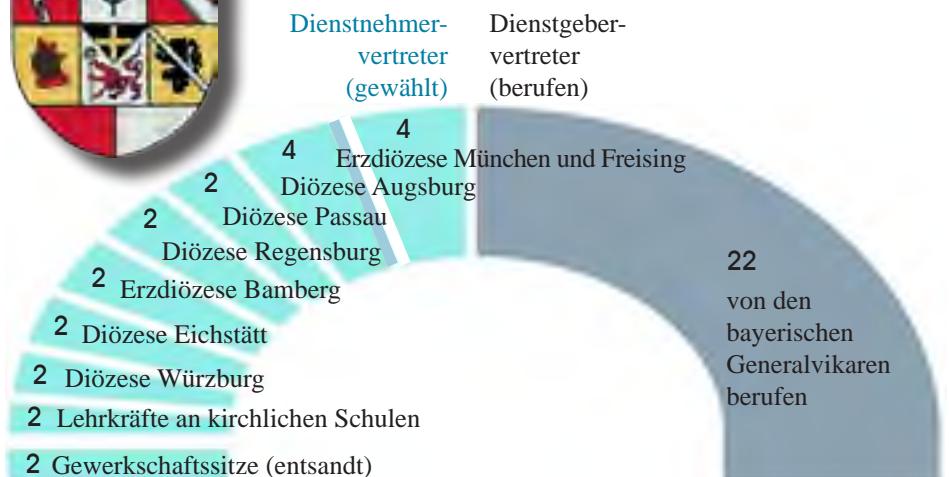 Dienstnehmer-
vertreter
(gewählt)
Dienstgeber-
vertreter
(berufen)
4 Erzdiözese München und Freising
4 Diözese Augsburg
2 Diözese Passau
2 Diözese Regensburg
2 Erzdiözese Bamberg
2 Diözese Eichstätt
2 Diözese Würzburg
2 Lehrkräfte an kirchlichen Schulen
2 Gewerkschaftssitze (entsandt)
22
von den
bayerischen
Generalvikaren
berufen